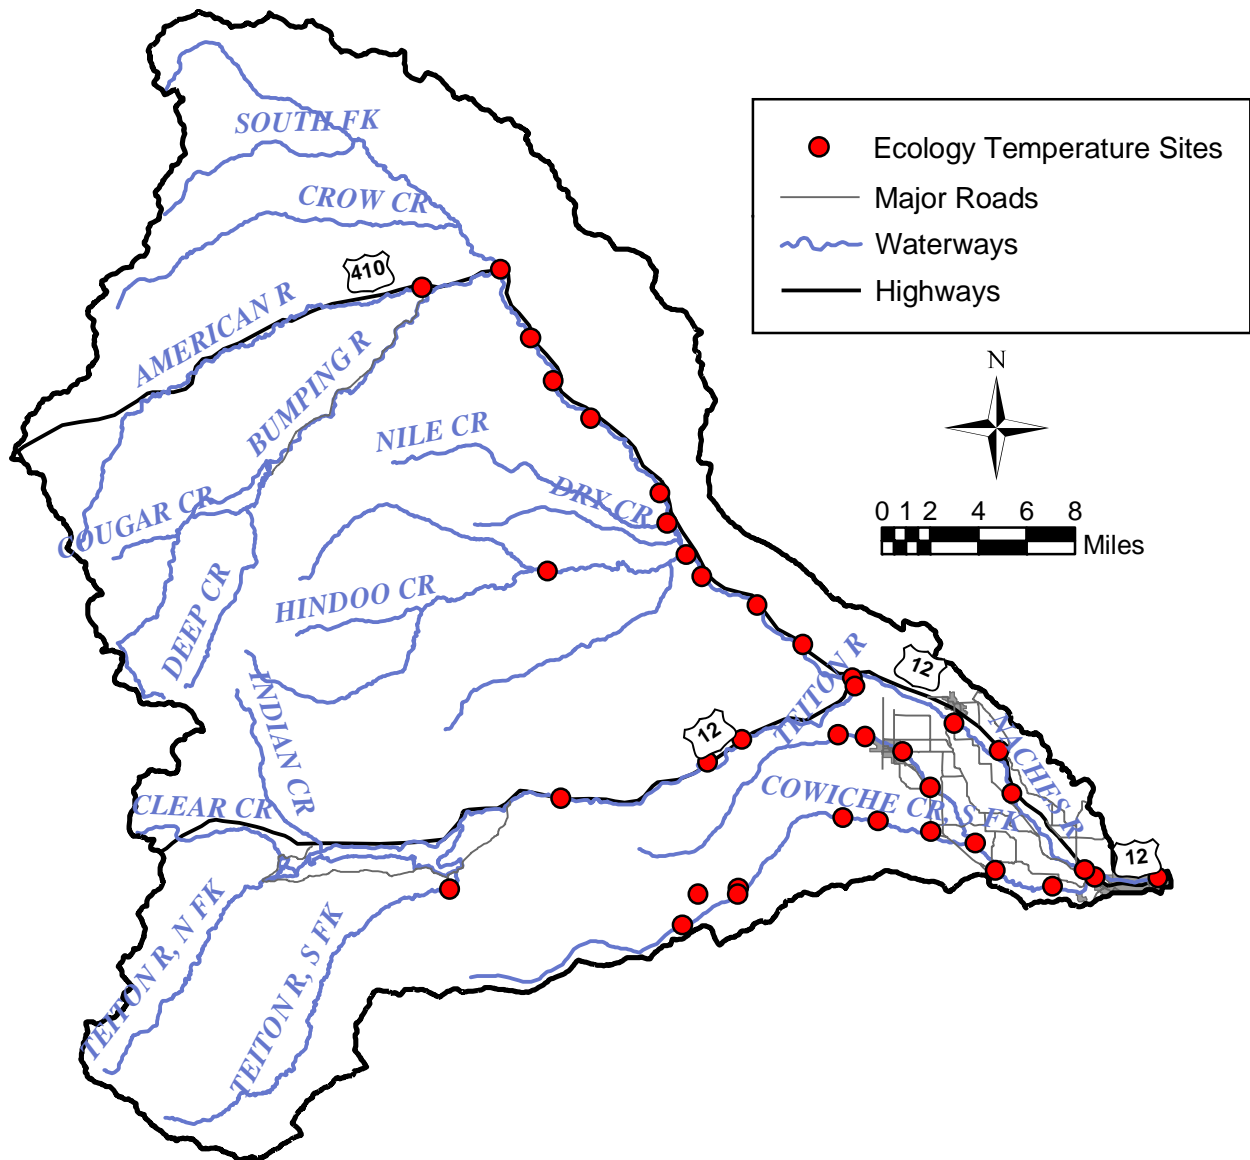 SOUTH FK
CROW CR
410
AMERICAN R
BUMPING R
NILE CR
DRY CR
COUGAR CR
DEEP CR
HINDOO CR
INDIAN CR
CLEAR CR
TEITON R, N FK
TEITON R, S FK
TEITON R
12
12
NACHES R
COWICHE CR, S FK
12
Ecology Temperature Sites
Major Roads
Waterways
Highways
N
0 1 2 4 6 8
Miles